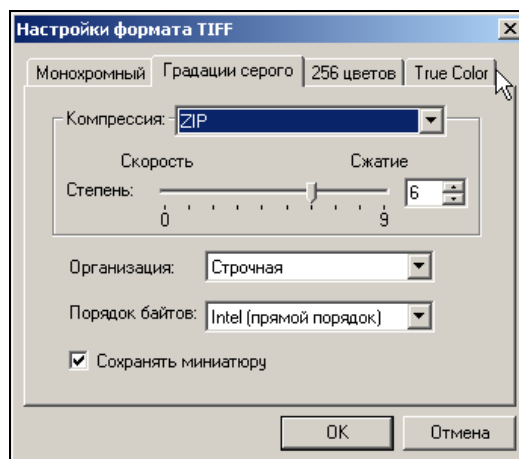 Настройки формата TIFF
Монохромный Градации серого 256 цветов True Color
Компрессия: ZIP
Скорость Сжатие
Степень: 6
0 9
Организация: Строчная
Порядок байтов: Intel (прямой порядок)
Сохранять миниатюру
OK Отмена